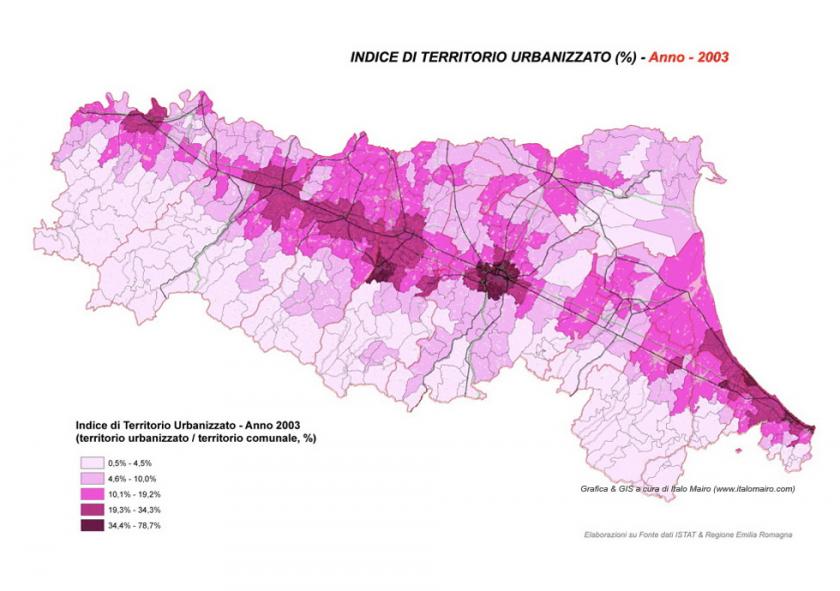 INDICE DI TERRITORIO URBANIZZATO (%) - Anno - 2003
Indice di Territorio Urbanizzato - Anno 2003
(territorio urbanizzato / territorio comunale, %)
0,5% - 4,5%
4,6% - 10,0%
10,1% - 19,2%
19,3% - 34,3%
34,4% - 78,7%
Grafica & GIS a cura di Italo Mairo (www.italomairo.com)
Elaborazioni su Fonte dati ISTAT & Regione Emilia Romagna